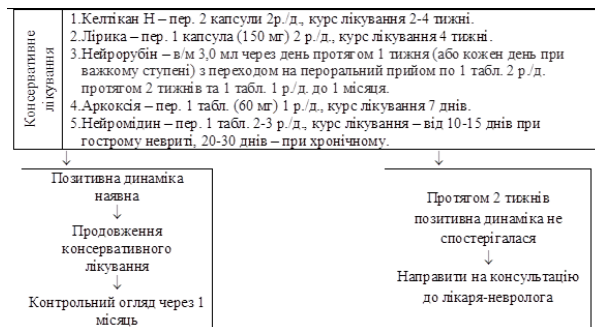 Консервативне
лікування
1.Келтікан Н – пер. 2 капсули 2р./д., курс лікування 2-4 тижні.
2.Лірика – пер. 1 капсула (150 мг) 2 р./д., курс лікування 4 тижні.
3.Нейрорубін – в/м 3,0 мл через день протягом 1 тижня (або кожен день при
важкому ступені) з переходом на пероральний прийом по 1 табл. 2 р./д.
протягом 2 тижнів та 1 табл. 1 р./д. до 1 місяця.
4.Аркоксія – пер. 1 табл. (60 мг) 1 р./д., курс лікування 7 днів.
5.Нейромідин – пер. 1 табл. 2-3 р./д., курс лікування – від 10-15 днів при
гострому невриті, 20-30 днів – при хронічному.
Позитивна динаміка
наявна
Продовження
консервативного
лікування
Контрольний огляд через 1
місяць
Протягом 2 тижнів
позитивна динаміка не
спостерігалася
Направити на консультацію
до лікаря-невролога